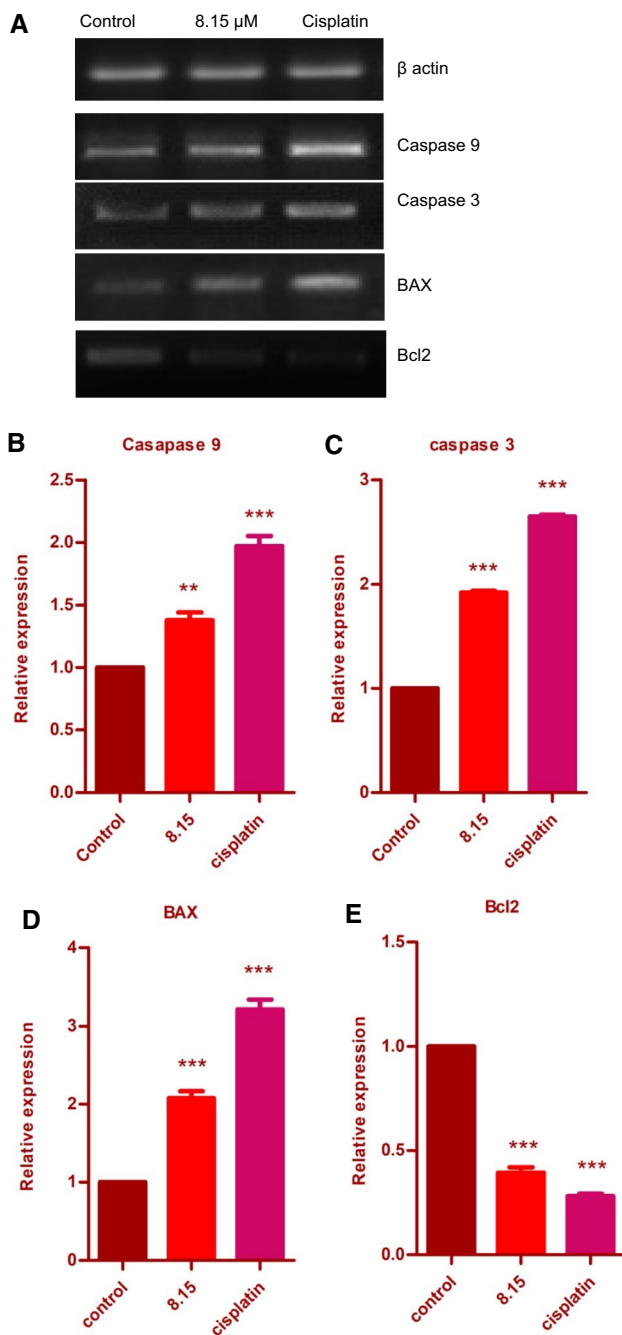 A
Control 8.15 µM Cisplatin
β actin
Caspase 9
Caspase 3
BAX
Bcl2
B
Casapase 9
Relative expression
2.5
2.0
1.5
1.0
0.5
0.0
**
***
Control 8.15 cisplatin
C
caspase 3
Relative expression
3
2
1
0
***
***
Control 8.15 cisplatin
D
BAX
Relative expression
4
3
2
1
0
***
***
control 8.15 cisplatin
E
Bcl2
Relative expression
1.5
1.0
0.5
0.0
***
***
control 8.15 cisplatin